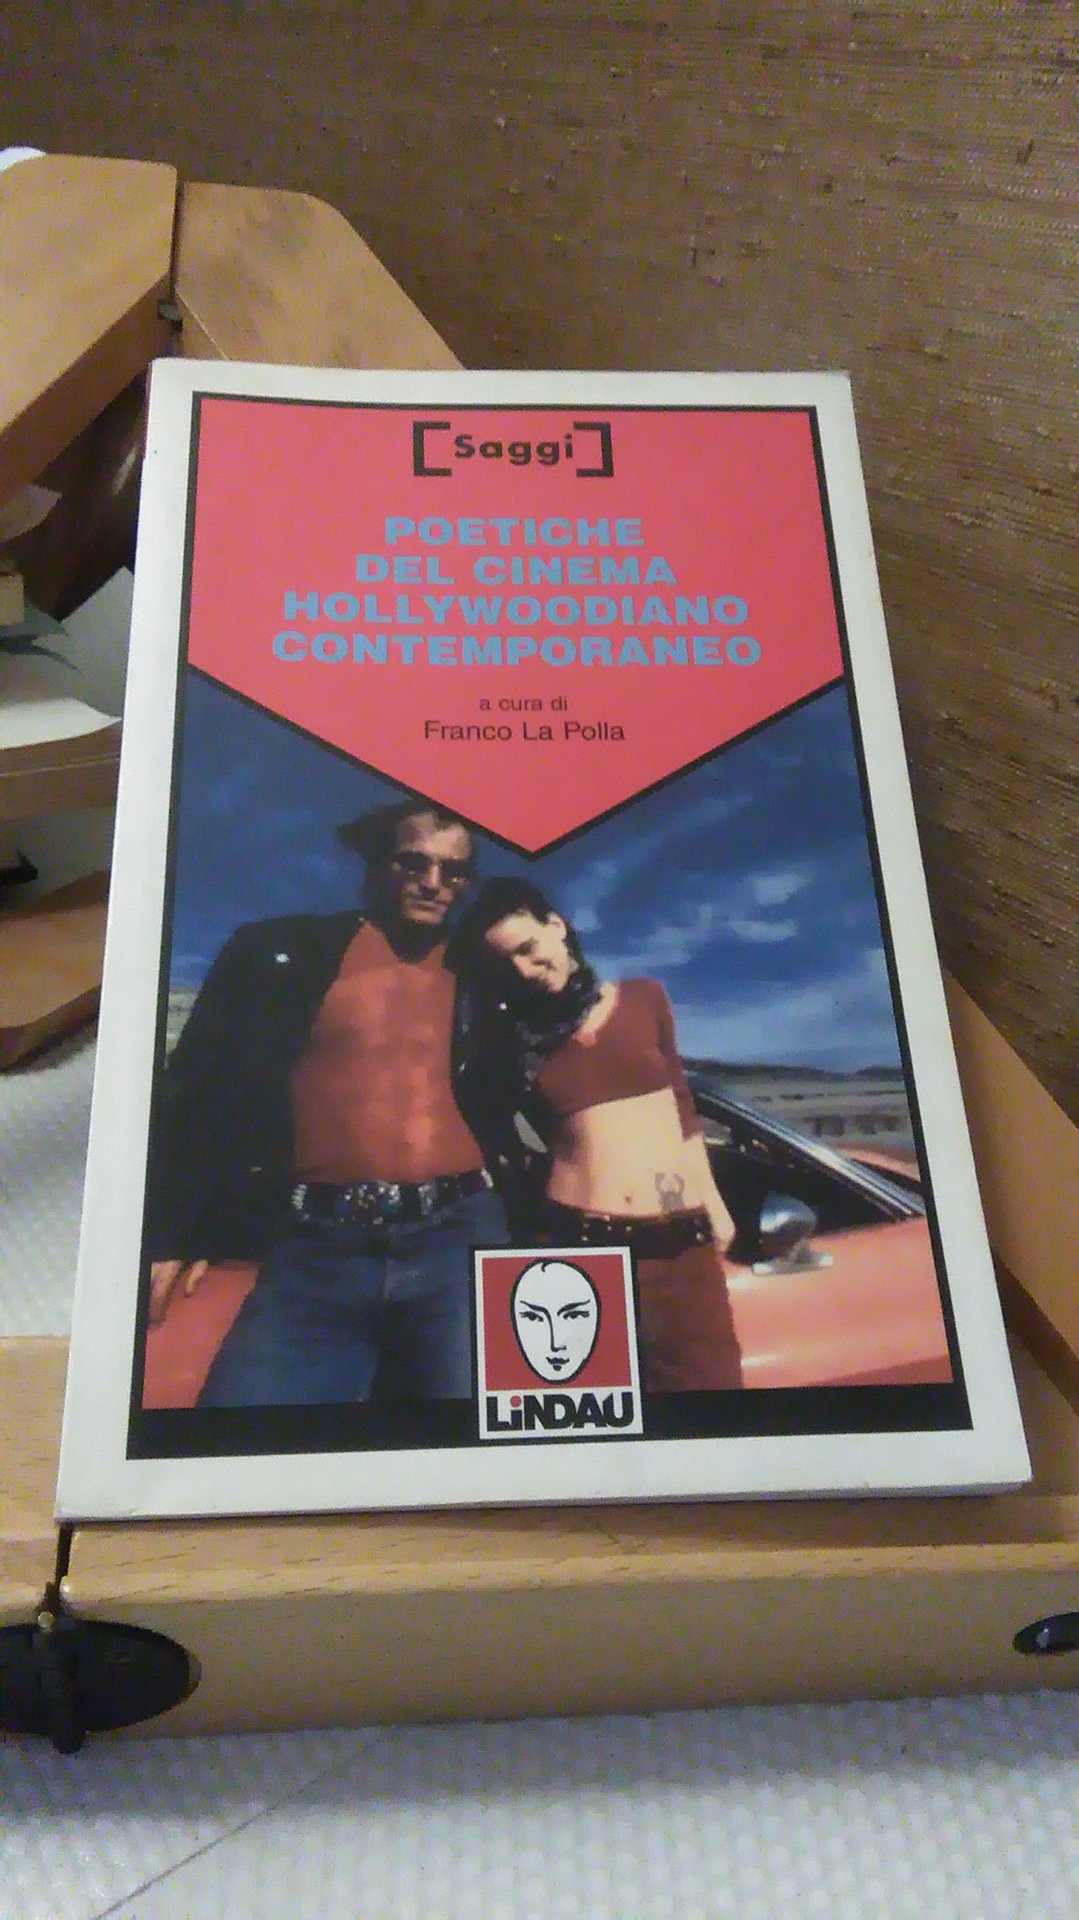 [Saggi]
POETICHE
DEL CINEMA
HOLLYWOODIANO
CONTEMPORANEO
a cura di
Franco La Polla
LiNDAU